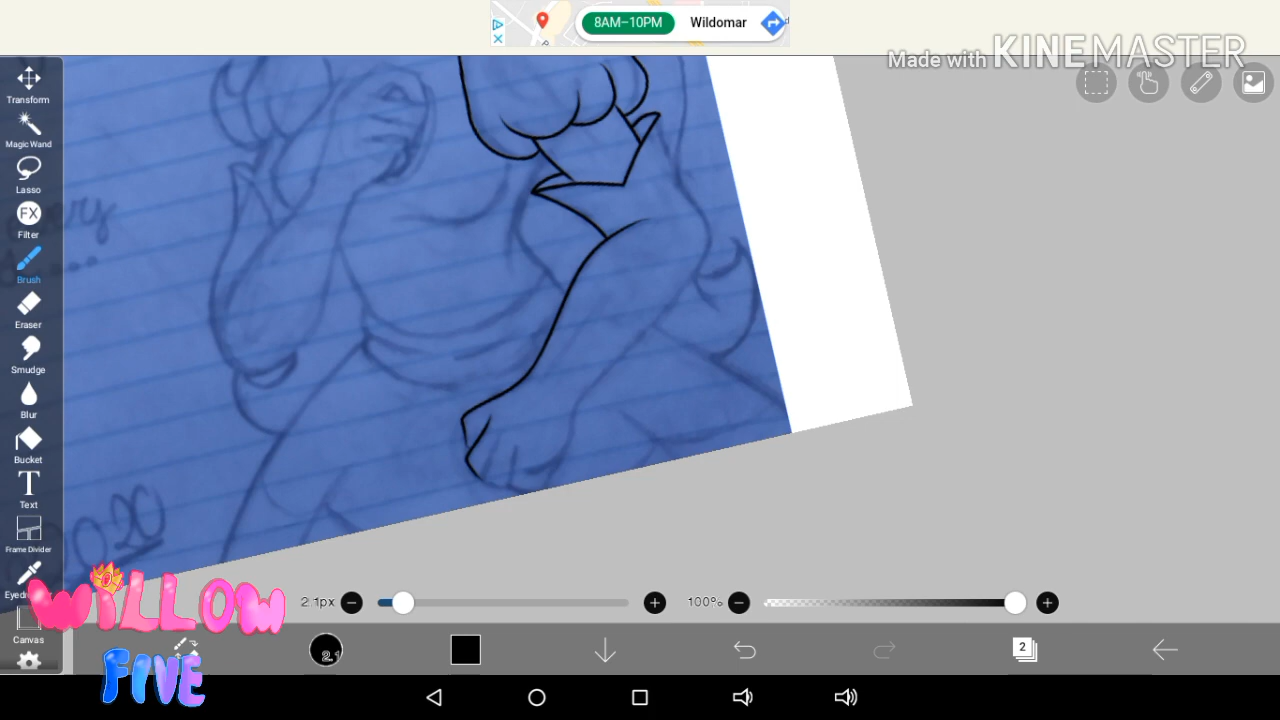 8AM–10PM Wildomar
Made with KINEMASTER
Transform
Magic Wand
Lasso
FX
Filter
Brush
Eraser
Smudge
Blur
Bucket
T
Text
Frame Divider
Canvas
20
WiLLOW
FIVE
2.1px
100%
2